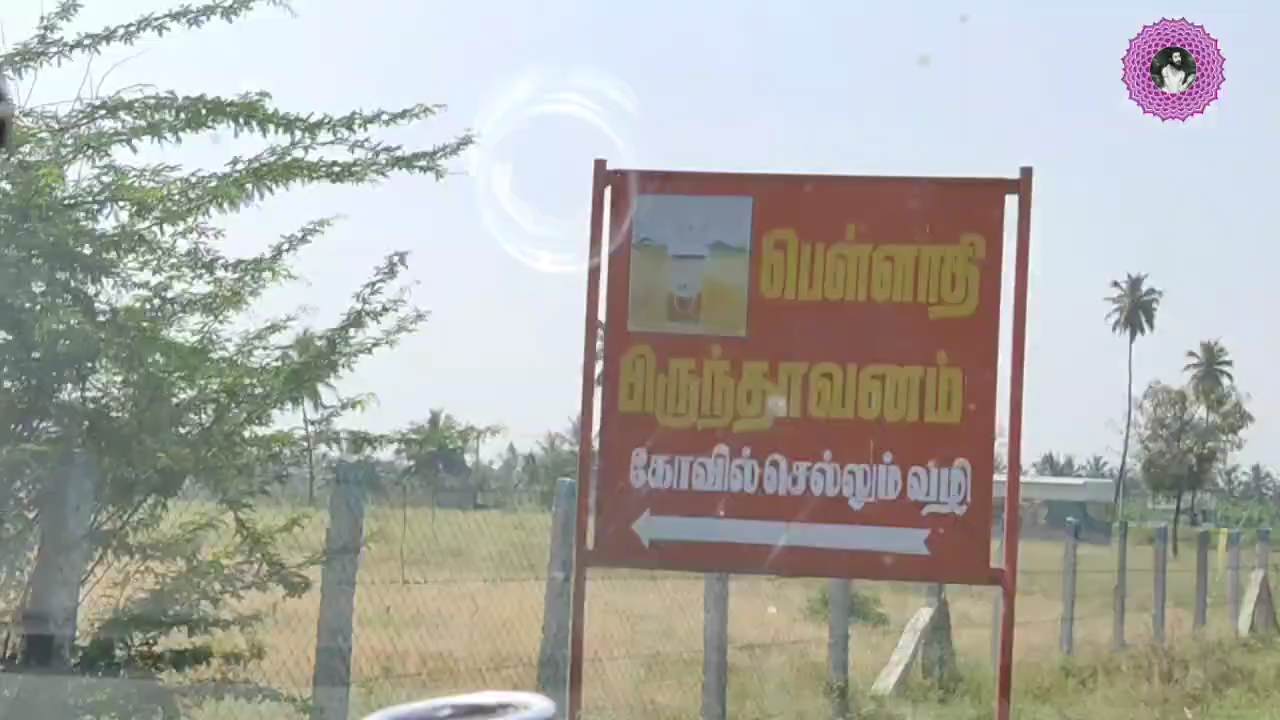 பெள்ளாதி
பிருந்தாவனம்
கோவில் செல்லும் வழி